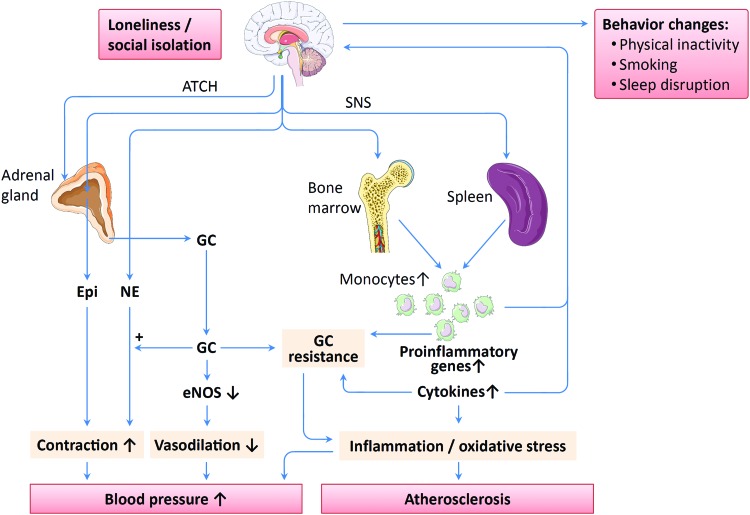 Loneliness /
social isolation
Behavior changes:
• Physical inactivity
• Smoking
• Sleep disruption
ATCH
SNS
Adrenal
gland
Bone
marrow
Spleen
GC
Monocytes↑
Epi
NE
+
GC
GC
resistance
Proinflammatory
genes↑
eNOS ↓
Cytokines↑
Contraction ↑
Vasodilation ↓
Inflammation / oxidative stress
Blood pressure ↑
Atherosclerosis